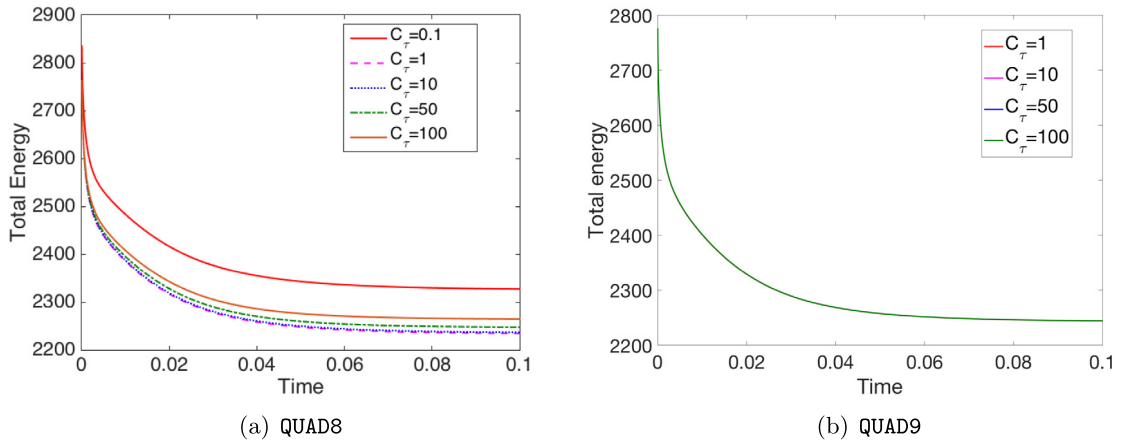 2900
2800
2700
2600
2500
2400
2300
2200
Total Energy
0
0.02
0.04
0.06
0.08
0.1
Time
C_τ=0.1
C_τ=1
C_τ=10
C_τ=50
C_τ=100
(a) QUAD8
2800
2700
2600
2500
2400
2300
2200
Total energy
0
0.02
0.04
0.06
0.08
0.1
Time
C_τ=1
C_τ=10
C_τ=50
C_τ=100
(b) QUAD9